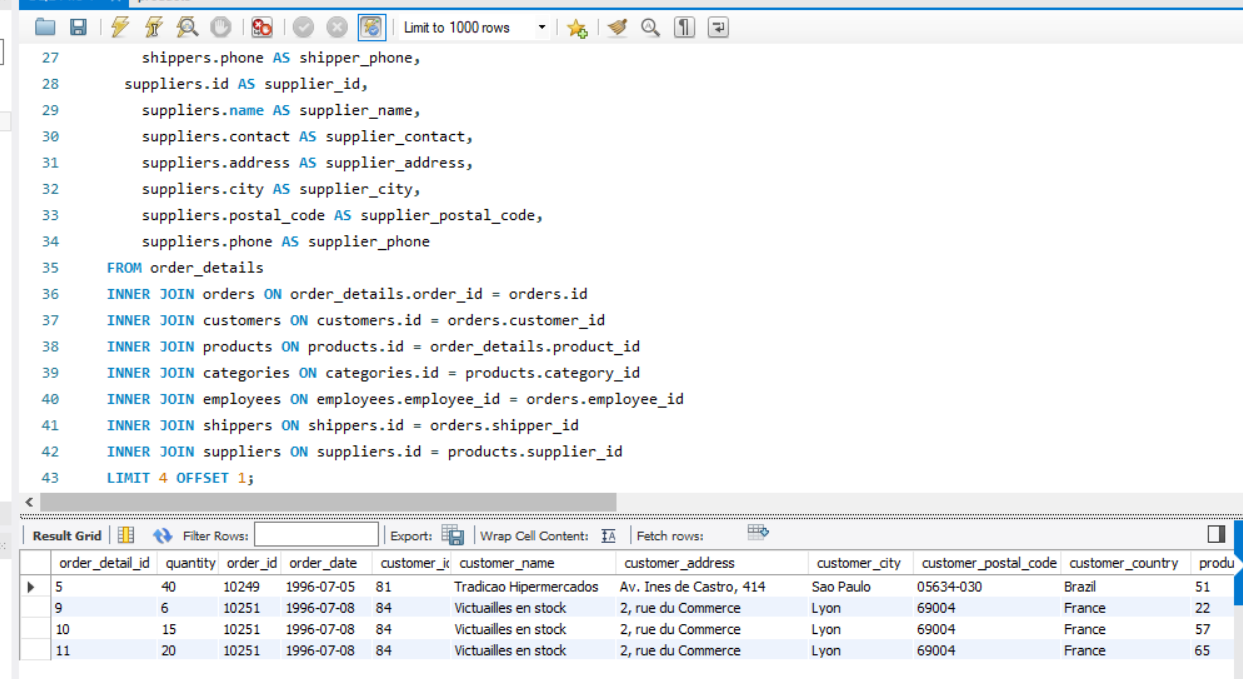 Limit to 1000 rows
27 shippers.phone AS shipper_phone,
28 suppliers.id AS supplier_id,
29 suppliers.name AS supplier_name,
30 suppliers.contact AS supplier_contact,
31 suppliers.address AS supplier_address,
32 suppliers.city AS supplier_city,
33 suppliers.postal_code AS supplier_postal_code,
34 suppliers.phone AS supplier_phone
35 FROM order_details
36 INNER JOIN orders ON order_details.order_id = orders.id
37 INNER JOIN customers ON customers.id = orders.customer_id
38 INNER JOIN products ON products.id = order_details.product_id
39 INNER JOIN categories ON categories.id = products.category_id
40 INNER JOIN employees ON employees.employee_id = orders.employee_id
41 INNER JOIN shippers ON shippers.id = orders.shipper_id
42 INNER JOIN suppliers ON suppliers.id = products.supplier_id
43 LIMIT 4 OFFSET 1;
Result Grid Filter Rows: Export: Wrap Cell Content: Fetch rows:
order_detail_id quantity order_id order_date customer_ic customer_name customer_address customer_city customer_postal_code customer_country produ
5 40 10249 1996-07-05 81 Tradicao Hipermercados Av. Ines de Castro, 414 Sao Paulo 05634-030 Brazil 51
9 6 10251 1996-07-08 84 Victuailles en stock 2, rue du Commerce Lyon 69004 France 22
10 15 10251 1996-07-08 84 Victuailles en stock 2, rue du Commerce Lyon 69004 France 57
11 20 10251 1996-07-08 84 Victuailles en stock 2, rue du Commerce Lyon 69004 France 65